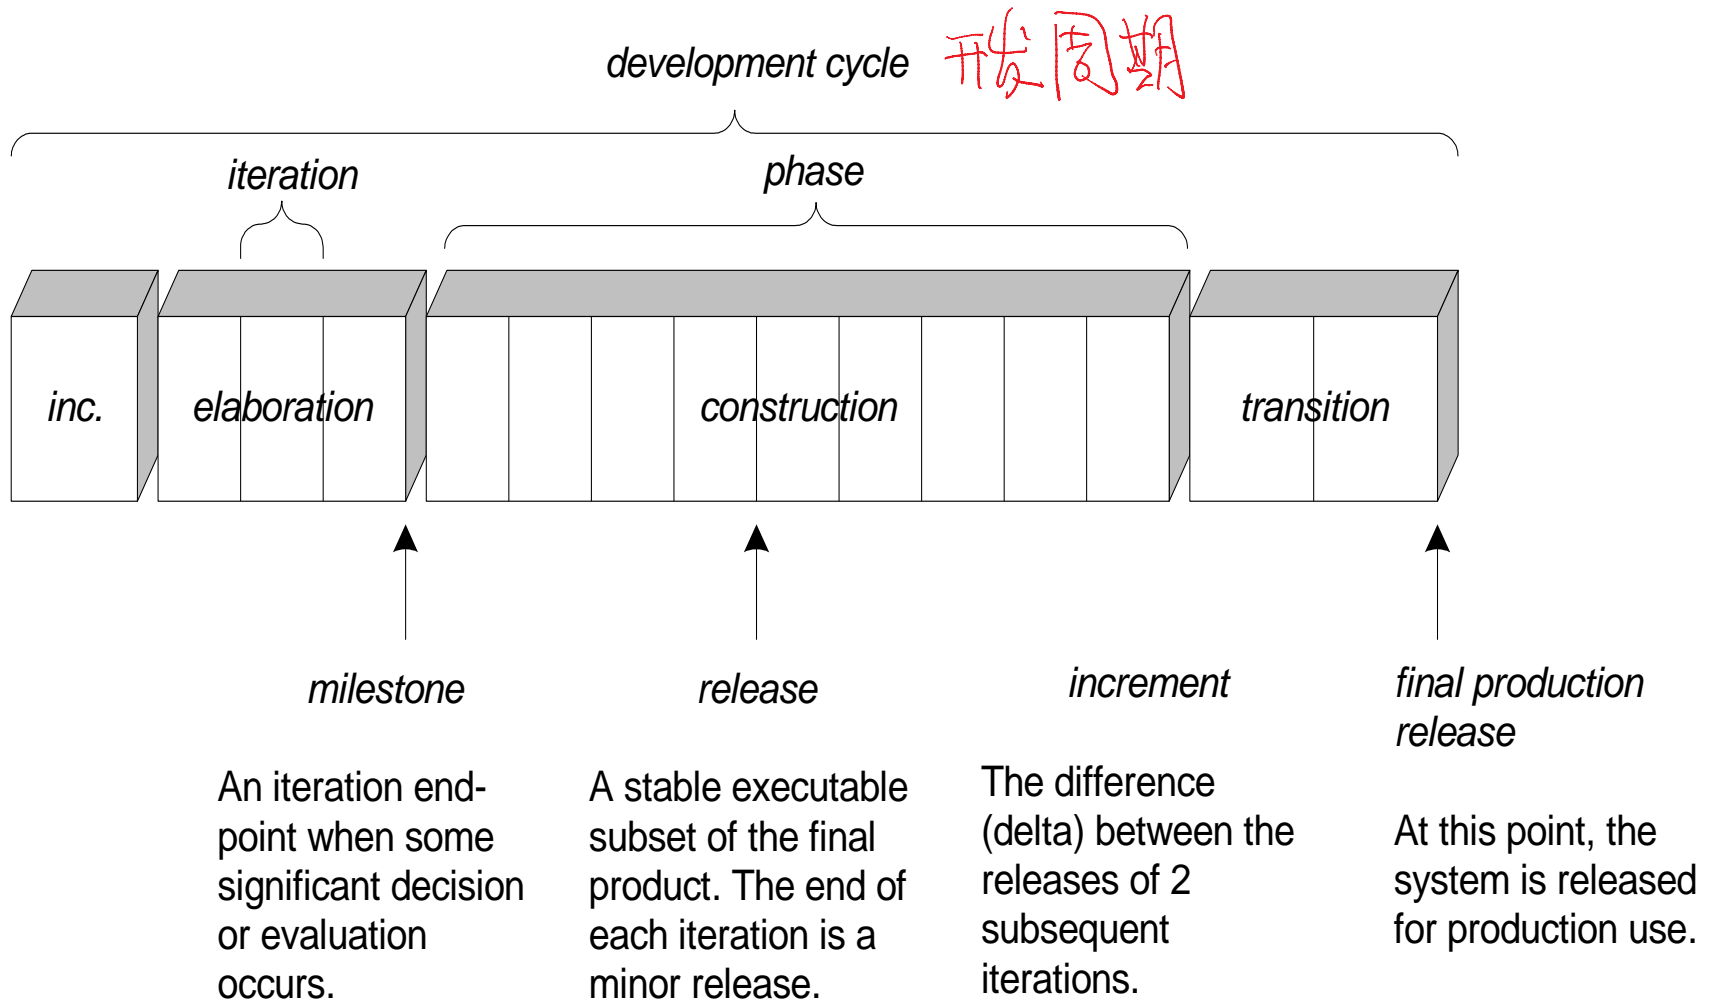 development cycle 开发周期
iteration
phase
inc.
elaboration
construction
transition
milestone
An iteration end-
point when some
significant decision
or evaluation
occurs.
release
A stable executable
subset of the final
product. The end of
each iteration is a
minor release.
increment
The difference
(delta) between the
releases of 2
subsequent
iterations.
final production
release
At this point, the
system is released
for production use.